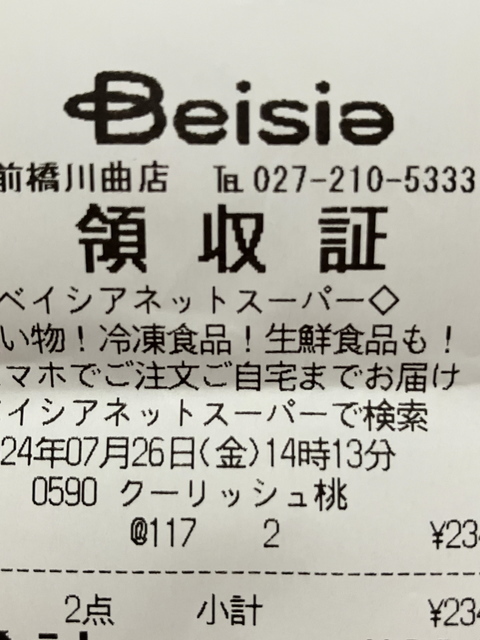 Beisia
前橋川曲店 ℡ 027-210-5333
領収証
ベイシアネットスーパー◇
い物！冷凍食品！生鮮食品も！
スマホでご注文ご自宅までお届け
ベイシアネットスーパーで検索
24年07月26日(金)14時13分
0590 クーリッシュ桃
@117 2 ¥234
2点 小計 ¥234